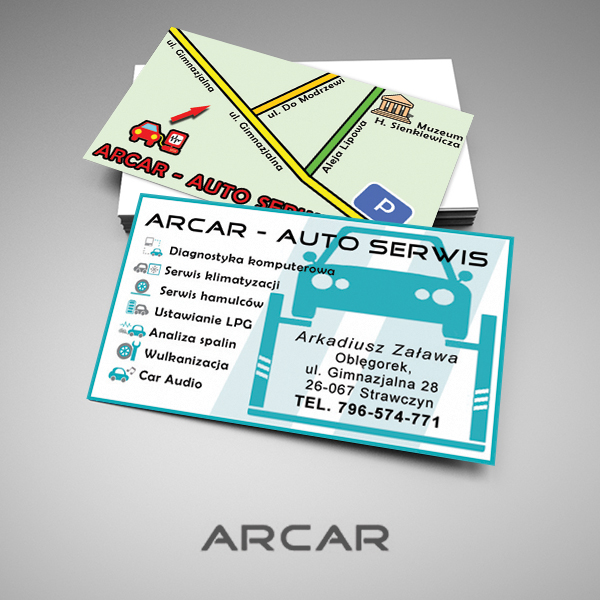 ul. Gimnazjalna
ul. Do Modrzewi
ul. Gimnazjalna
Aleja Lipowa
Muzeum
H. Sienkiewicza
P
ARCAR - AUTO
ARCAR - AUTO SERWIS
Diagnostyka komputerowa
Serwis klimatyzacji
Serwis hamulców
Ustawianie LPG
Analiza spalin
Wulkanizacja
Car Audio
Arkadiusz Zaława
Oblęgorek,
ul. Gimnazjalna 28
26-067 Strawczyn
TEL. 796-574-771
ARCAR